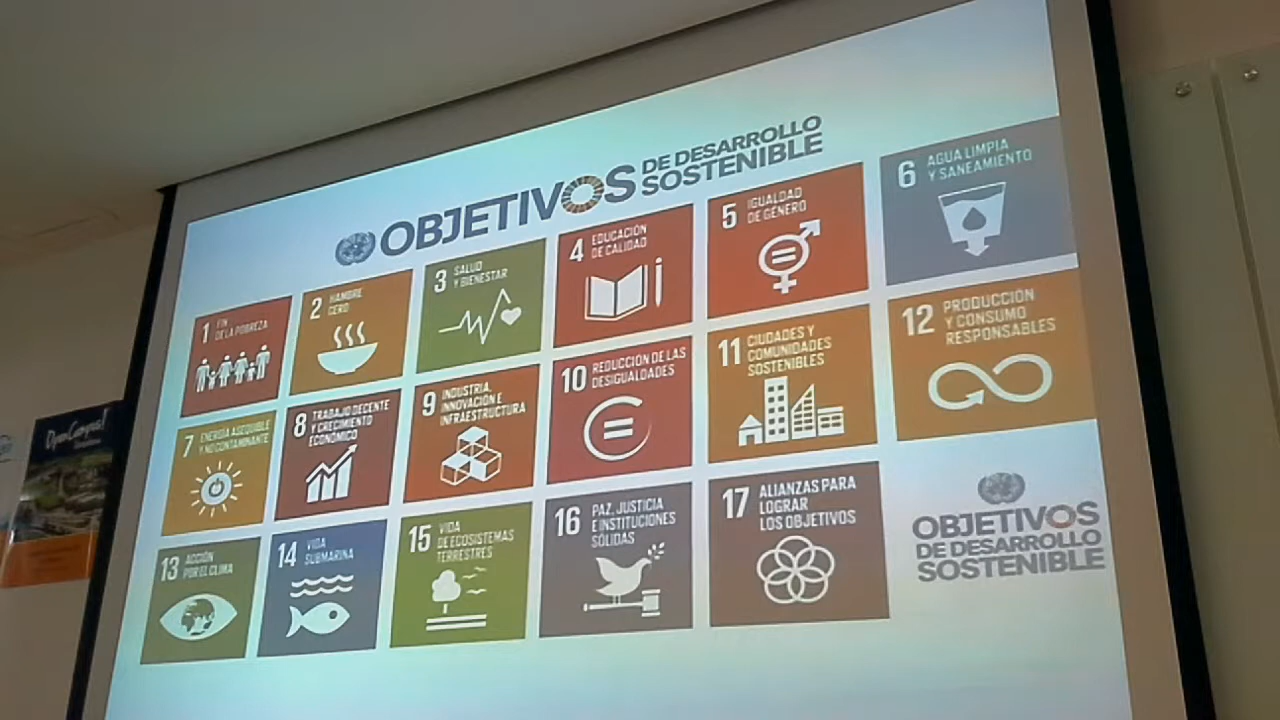 OBJETIVOS
DE DESARROLLO
SOSTENIBLE
1 FIN
DE LA POBREZA
2 HAMBRE
CERO
3 SALUD
Y BIENESTAR
4 EDUCACIÓN
DE CALIDAD
5 IGUALDAD
DE GÉNERO
6 AGUA LIMPIA
Y SANEAMIENTO
7 ENERGÍA ASEQUIBLE
Y NO CONTAMINANTE
8 TRABAJO DECENTE
Y CRECIMIENTO
ECONÓMICO
9 INDUSTRIA,
INNOVACIÓN E
INFRAESTRUCTURA
10 REDUCCIÓN DE LAS
DESIGUALDADES
11 CIUDADES Y
COMUNIDADES
SOSTENIBLES
12 PRODUCCIÓN
Y CONSUMO
RESPONSABLES
13 ACCIÓN
POR EL CLIMA
14 VIDA
SUBMARINA
15 VIDA
DE ECOSISTEMAS
TERRESTRES
16 PAZ, JUSTICIA
E INSTITUCIONES
SÓLIDAS
17 ALIANZAS PARA
LOGRAR
LOS OBJETIVOS
OBJETIVOS
DE DESARROLLO
SOSTENIBLE